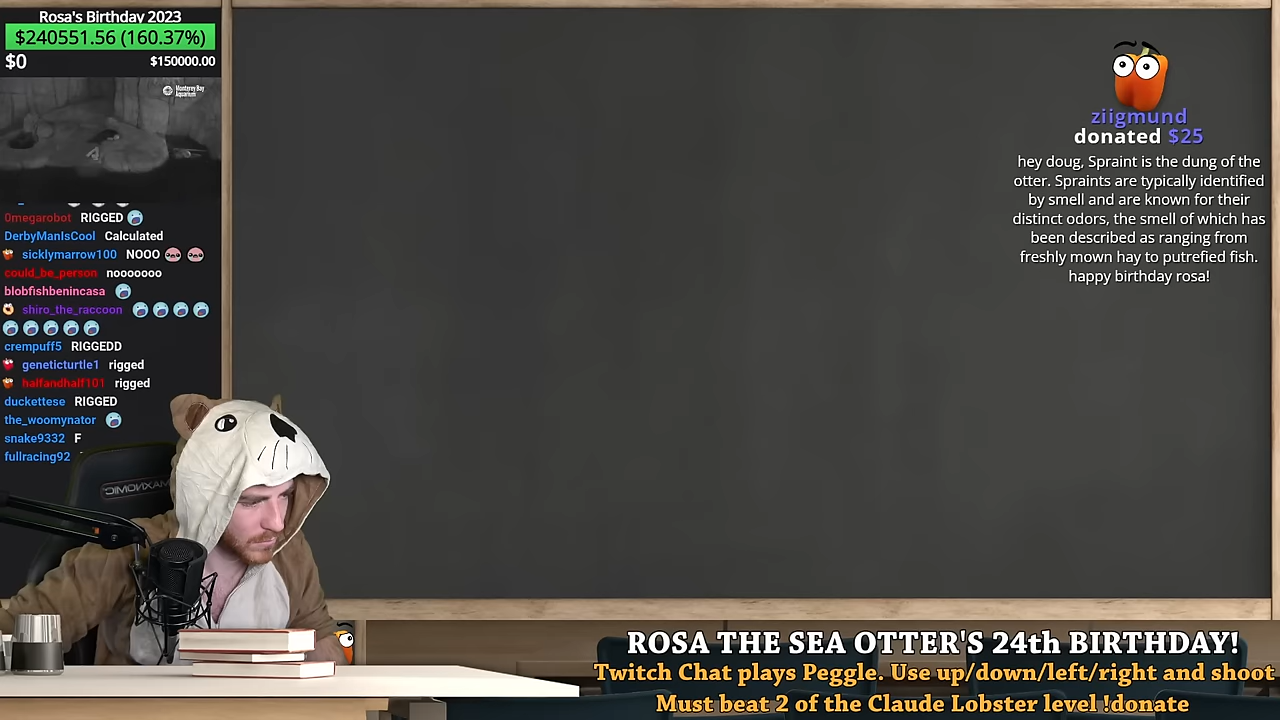 Rosa's Birthday 2023
$240551.56 (160.37%)
$0 $150000.00
Monterey Bay
Aquarium
0megarobot RIGGED
DerbyManIsCool Calculated
sicklymarrow100 NOOO
could_be_person nooooooo
blobfishbenincasa
shiro_the_raccoon
crempuff5 RIGGEDD
geneticturtle1 rigged
halfandhalf101 rigged
duckettese RIGGED
the_woomynator
snake9332 F
fullracing92
MAXNOMIC
ziigmund
donated $25
hey doug, Spraint is the dung of the
otter. Spraints are typically identified
by smell and are known for their
distinct odors, the smell of which has
been described as ranging from
freshly mown hay to putrefied fish.
happy birthday rosa!
ROSA THE SEA OTTER'S 24th BIRTHDAY!
Twitch Chat plays Peggle. Use up/down/left/right and shoot
Must beat 2 of the Claude Lobster level !donate